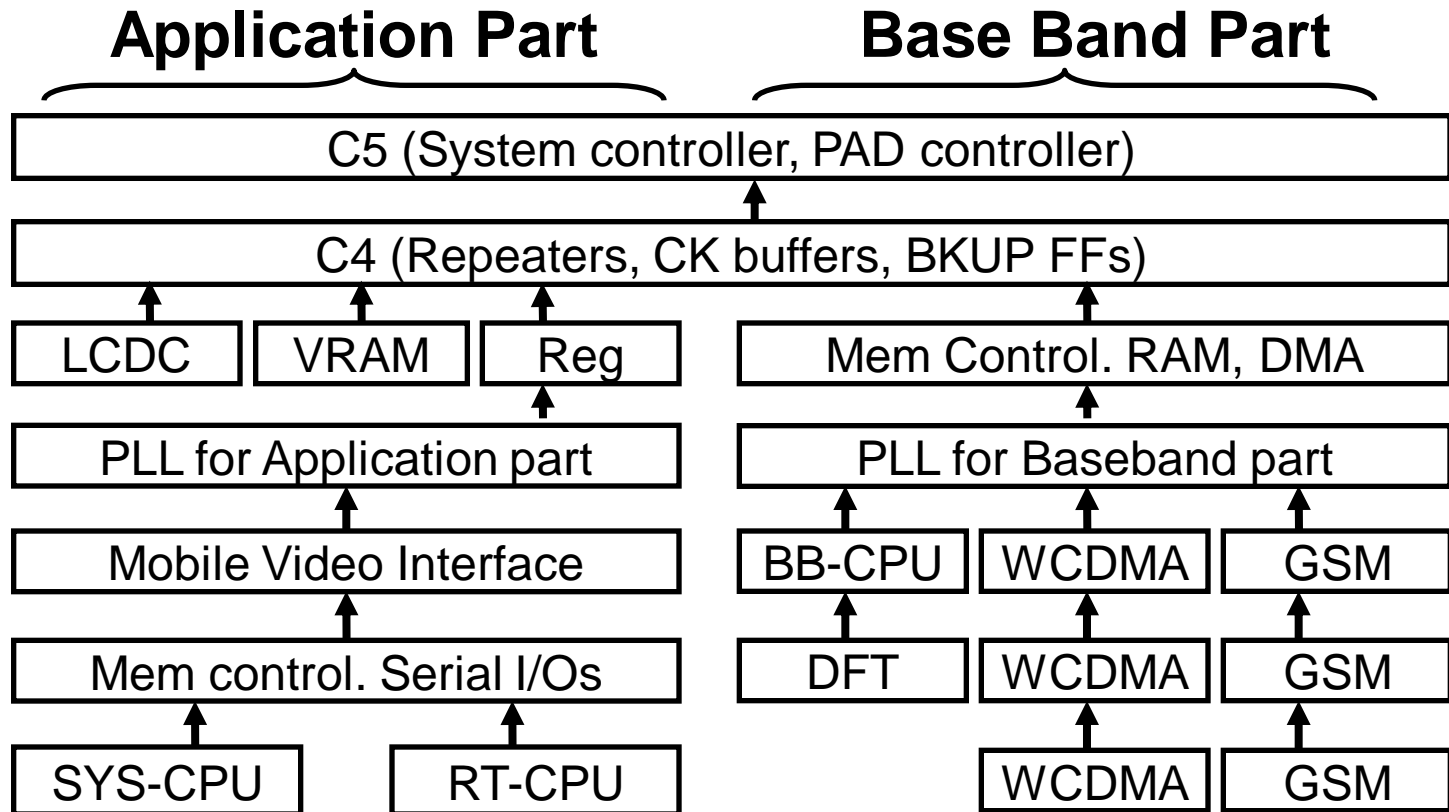 Application Part
Base Band Part
C5 (System controller, PAD controller)
C4 (Repeaters, CK buffers, BKUP FFs)
LCDC
VRAM
Reg
Mem Control. RAM, DMA
PLL for Application part
PLL for Baseband part
Mobile Video Interface
BB-CPU
WCDMA
GSM
Mem control. Serial I/Os
DFT
WCDMA
GSM
SYS-CPU
RT-CPU
WCDMA
GSM